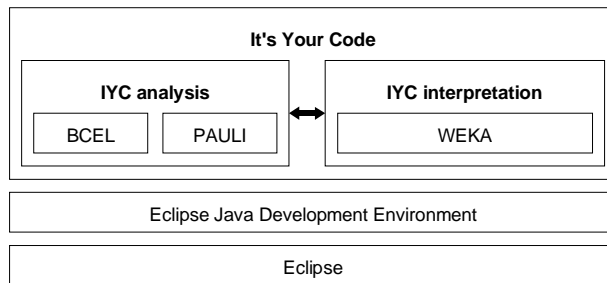 It's Your Code
IYC analysis
IYC interpretation
BCEL
PAULI
WEKA
Eclipse Java Development Environment
Eclipse